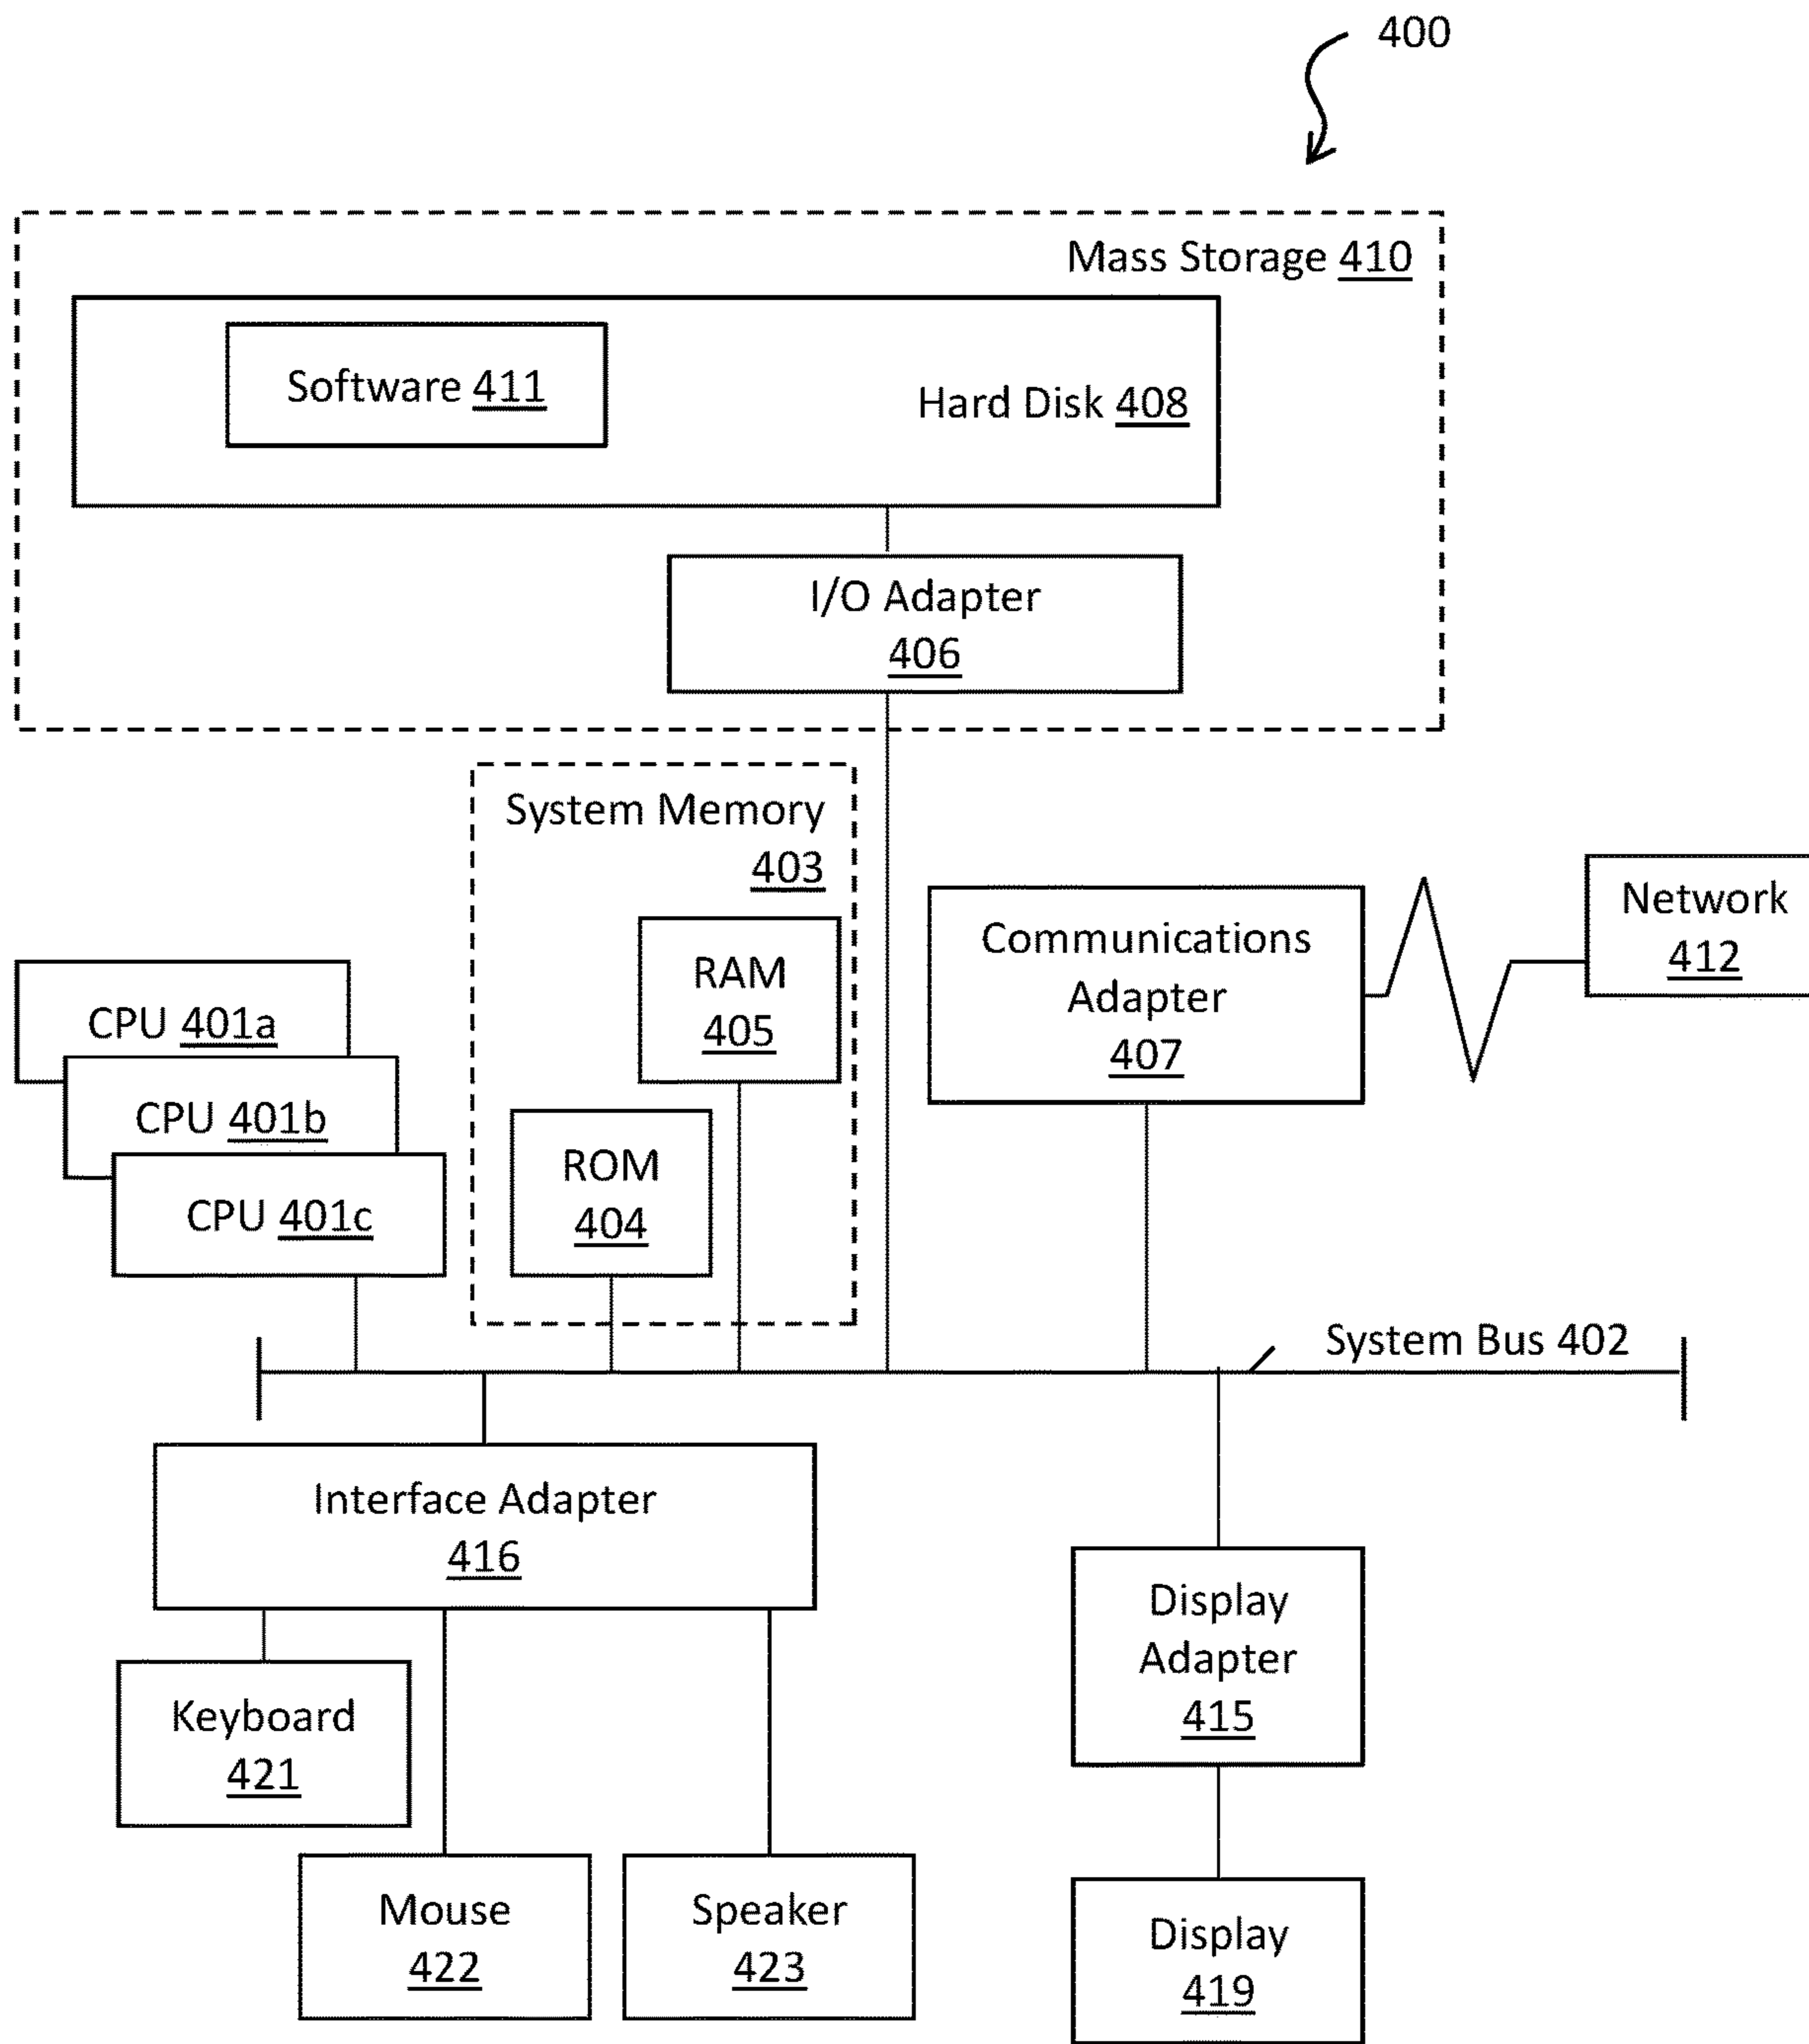 400
Mass Storage 410
Software 411
Hard Disk 408
I/O Adapter
406
System Memory
403
RAM
405
ROM
404
Communications
Adapter
407
Network
412
CPU 401a
CPU 401b
CPU 401c
System Bus 402
Interface Adapter
416
Display
Adapter
415
Keyboard
421
Mouse
422
Speaker
423
Display
419